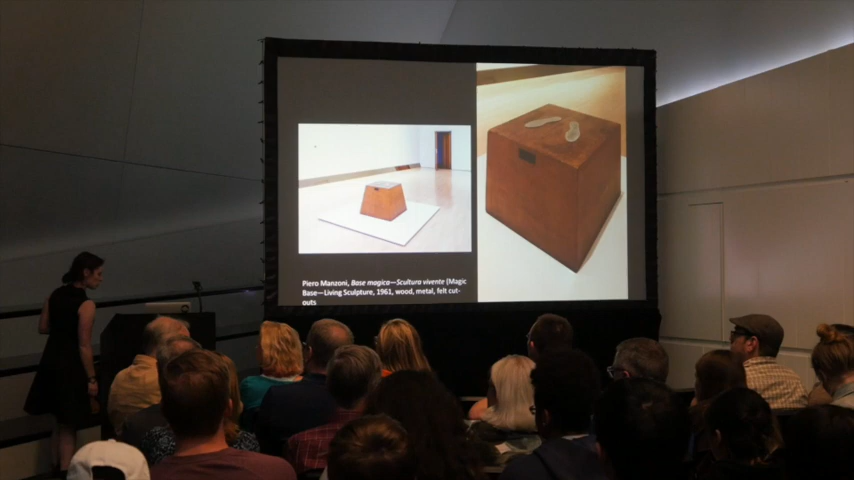 Piero Manzoni, Base magica—Scultura vivente (Magic
Base—Living Sculpture, 1961, wood, metal, felt cut-
outs